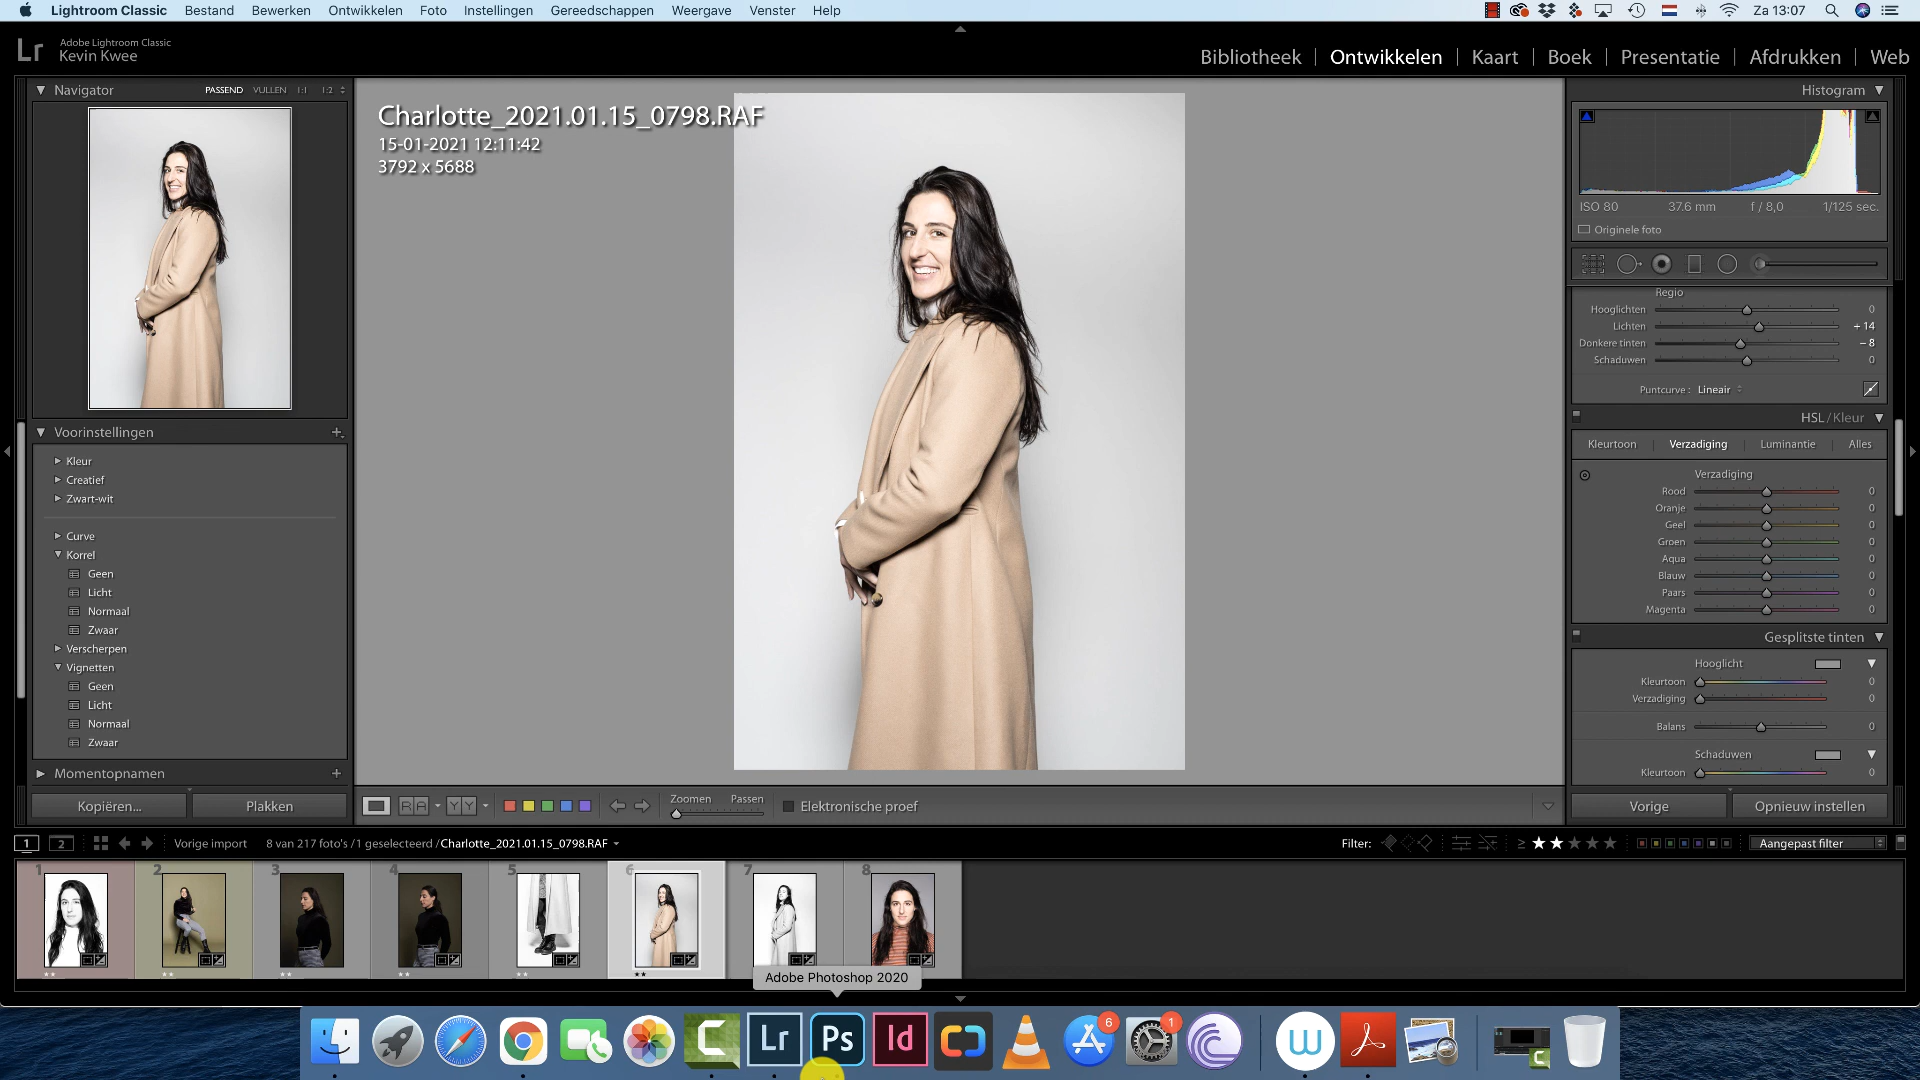 Lightroom Classic Bestand Bewerken Ontwikkelen Foto Instellingen Gereedschappen Weergave Venster Help Za 13:07
Lr Adobe Lightroom Classic
Kevin Kwee
Bibliotheek | Ontwikkelen | Kaart | Boek | Presentatie | Afdrukken | Web
Navigator PASSEND VULLEN 1:1 1:2
Charlotte_2021.01.15_0798.RAF
15-01-2021 12:11:42
3792 x 5688
Histogram
ISO 80 37.6 mm f / 8,0 1/125 sec.
Originele foto
Regio
Hooglichten 0
Lichten + 14
Donkere tinten – 8
Schaduwen 0
Puntcurve : Lineair
HSL / Kleur
Kleurtoon Verzadiging Luminantie Alles
Verzadiging
Rood 0
Oranje 0
Geel 0
Groen 0
Aqua 0
Blauw 0
Paars 0
Magenta 0
Gesplitste tinten
Hooglicht
Kleurtoon 0
Verzadiging 0
Balans 0
Schaduwen
Kleurtoon 0
Vorige Opnieuw instellen
Voorinstellingen +
Kleur
Creatief
Zwart-wit
Curve
Korrel
Geen
Licht
Normaal
Zwaar
Verscherpen
Vignetten
Geen
Licht
Normaal
Zwaar
Momentopnamen +
Kopiëren... Plakken
R A Y Y Zoomen Passen Elektronische proef
1 2 Vorige import 8 van 217 foto's /1 geselecteerd /Charlotte_2021.01.15_0798.RAF Filter: ≥ Aangepast filter
1 2 3 4 5 6 7 8
Adobe Photoshop 2020
Lr Ps Id 6 1 W